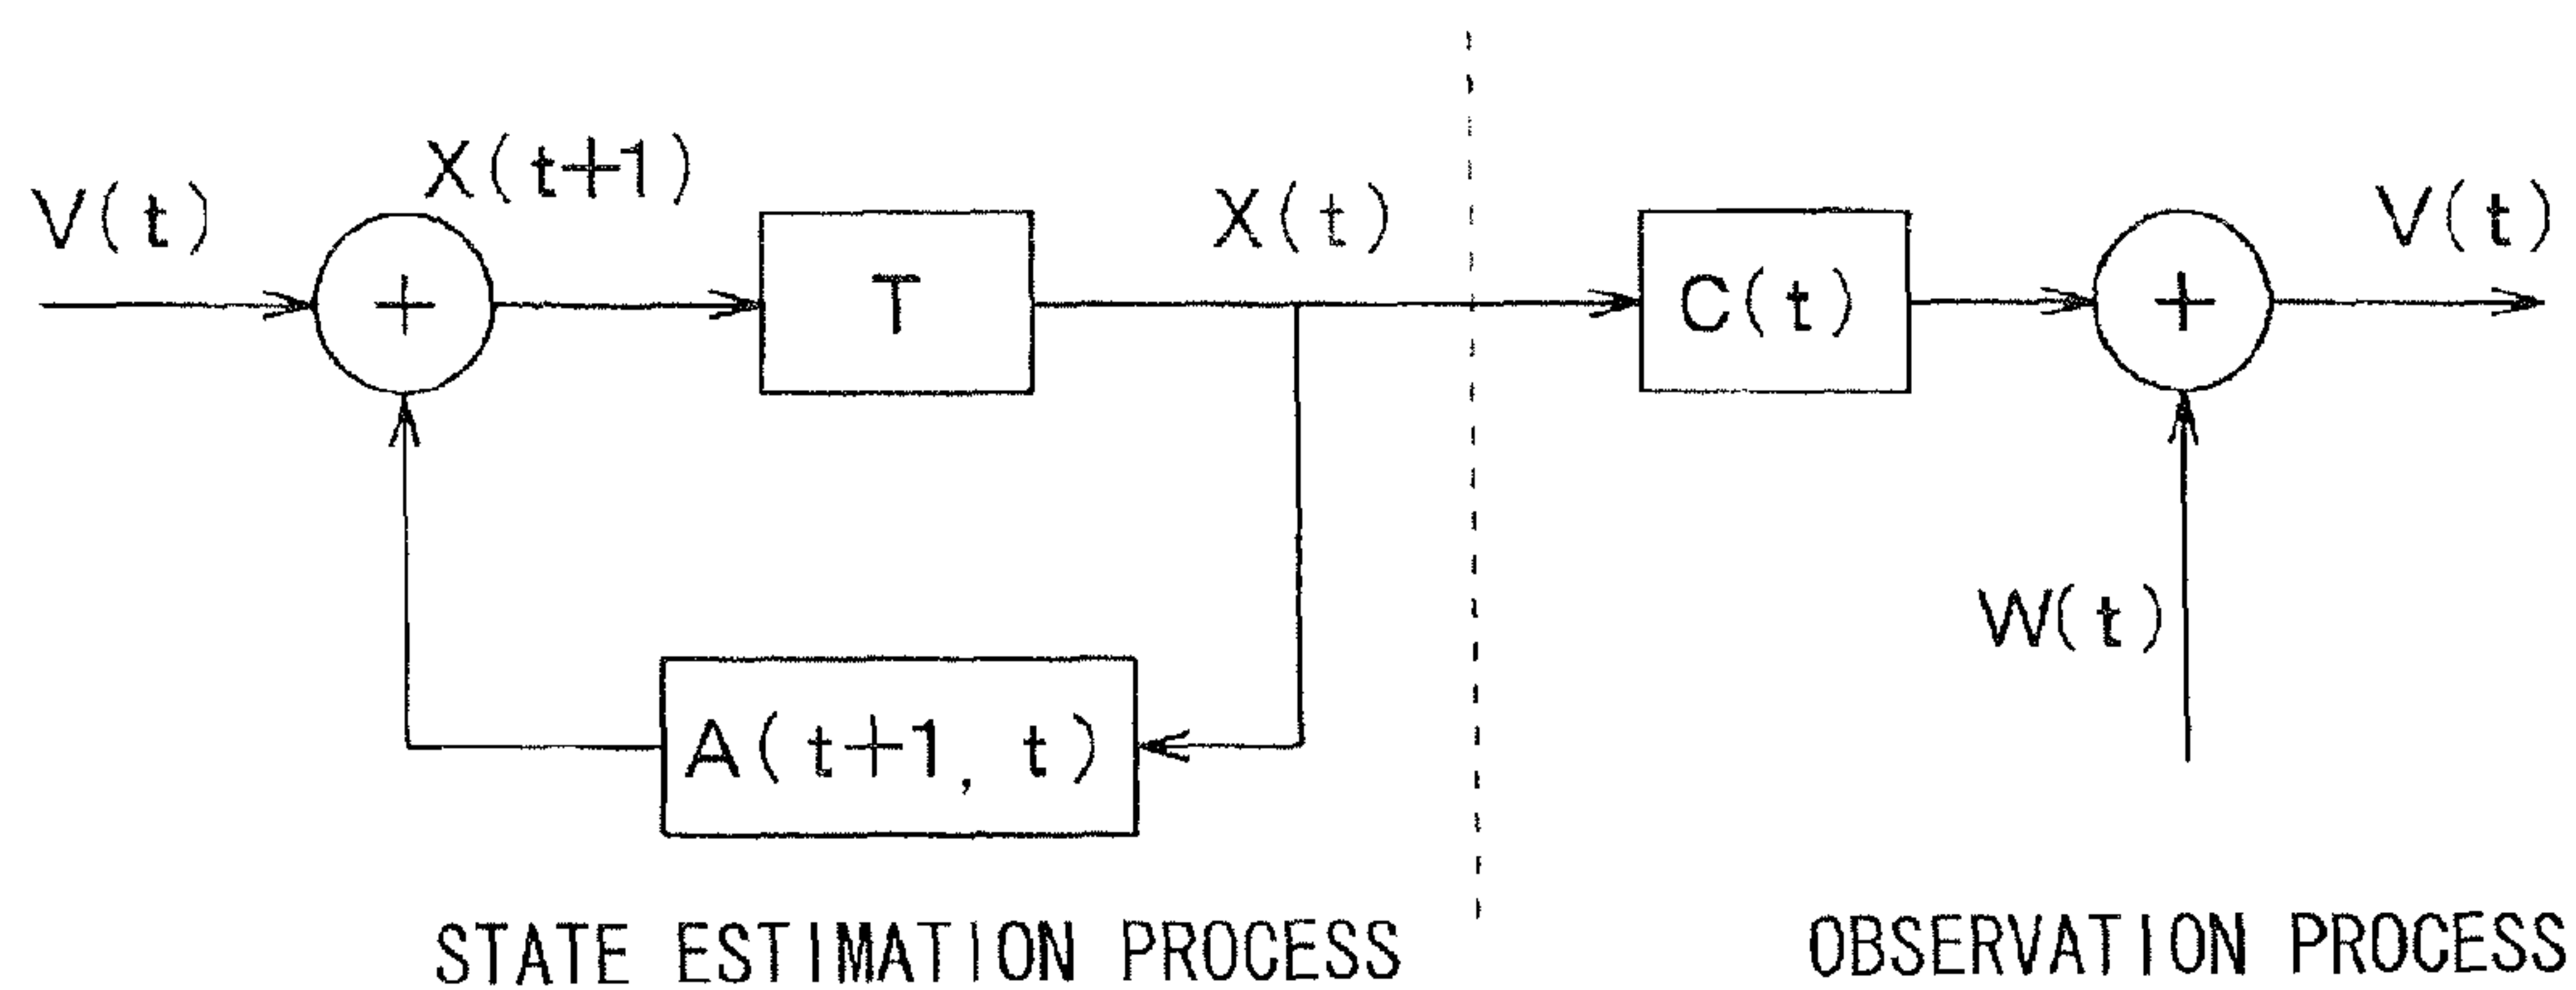 V(t)
X(t+1)
X(t)
V(t)
+
T
C(t)
+
W(t)
A(t+1, t)
STATE ESTIMATION PROCESS
OBSERVATION PROCESS